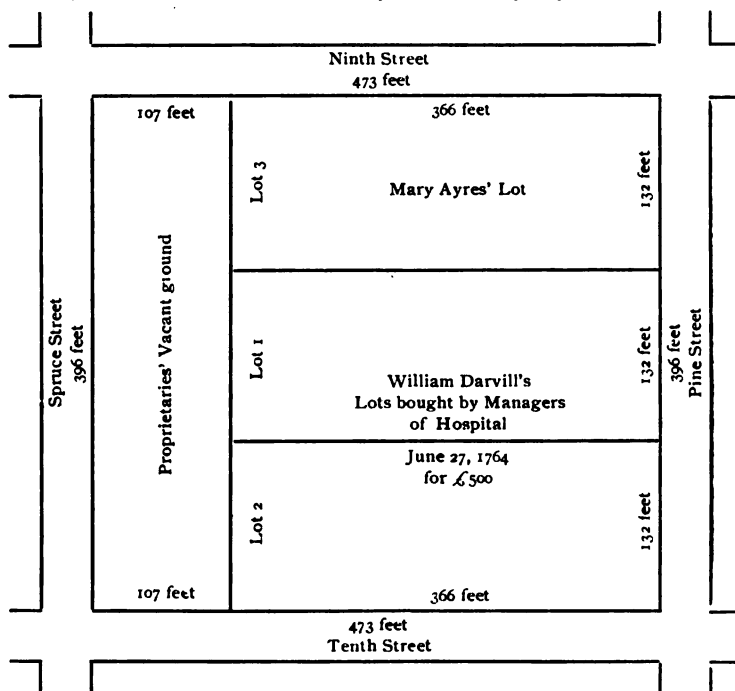 Ninth Street
473 feet
107 feet
366 feet
Lot 3
Mary Ayres' Lot
132 feet
Spruce Street
396 feet
Proprietaries' Vacant ground
Lot 1
William Darvill's
Lots bought by Managers
of Hospital
132 feet
396 feet
Pine Street
June 27, 1764
for £500
Lot 2
132 feet
107 feet
366 feet
473 feet
Tenth Street